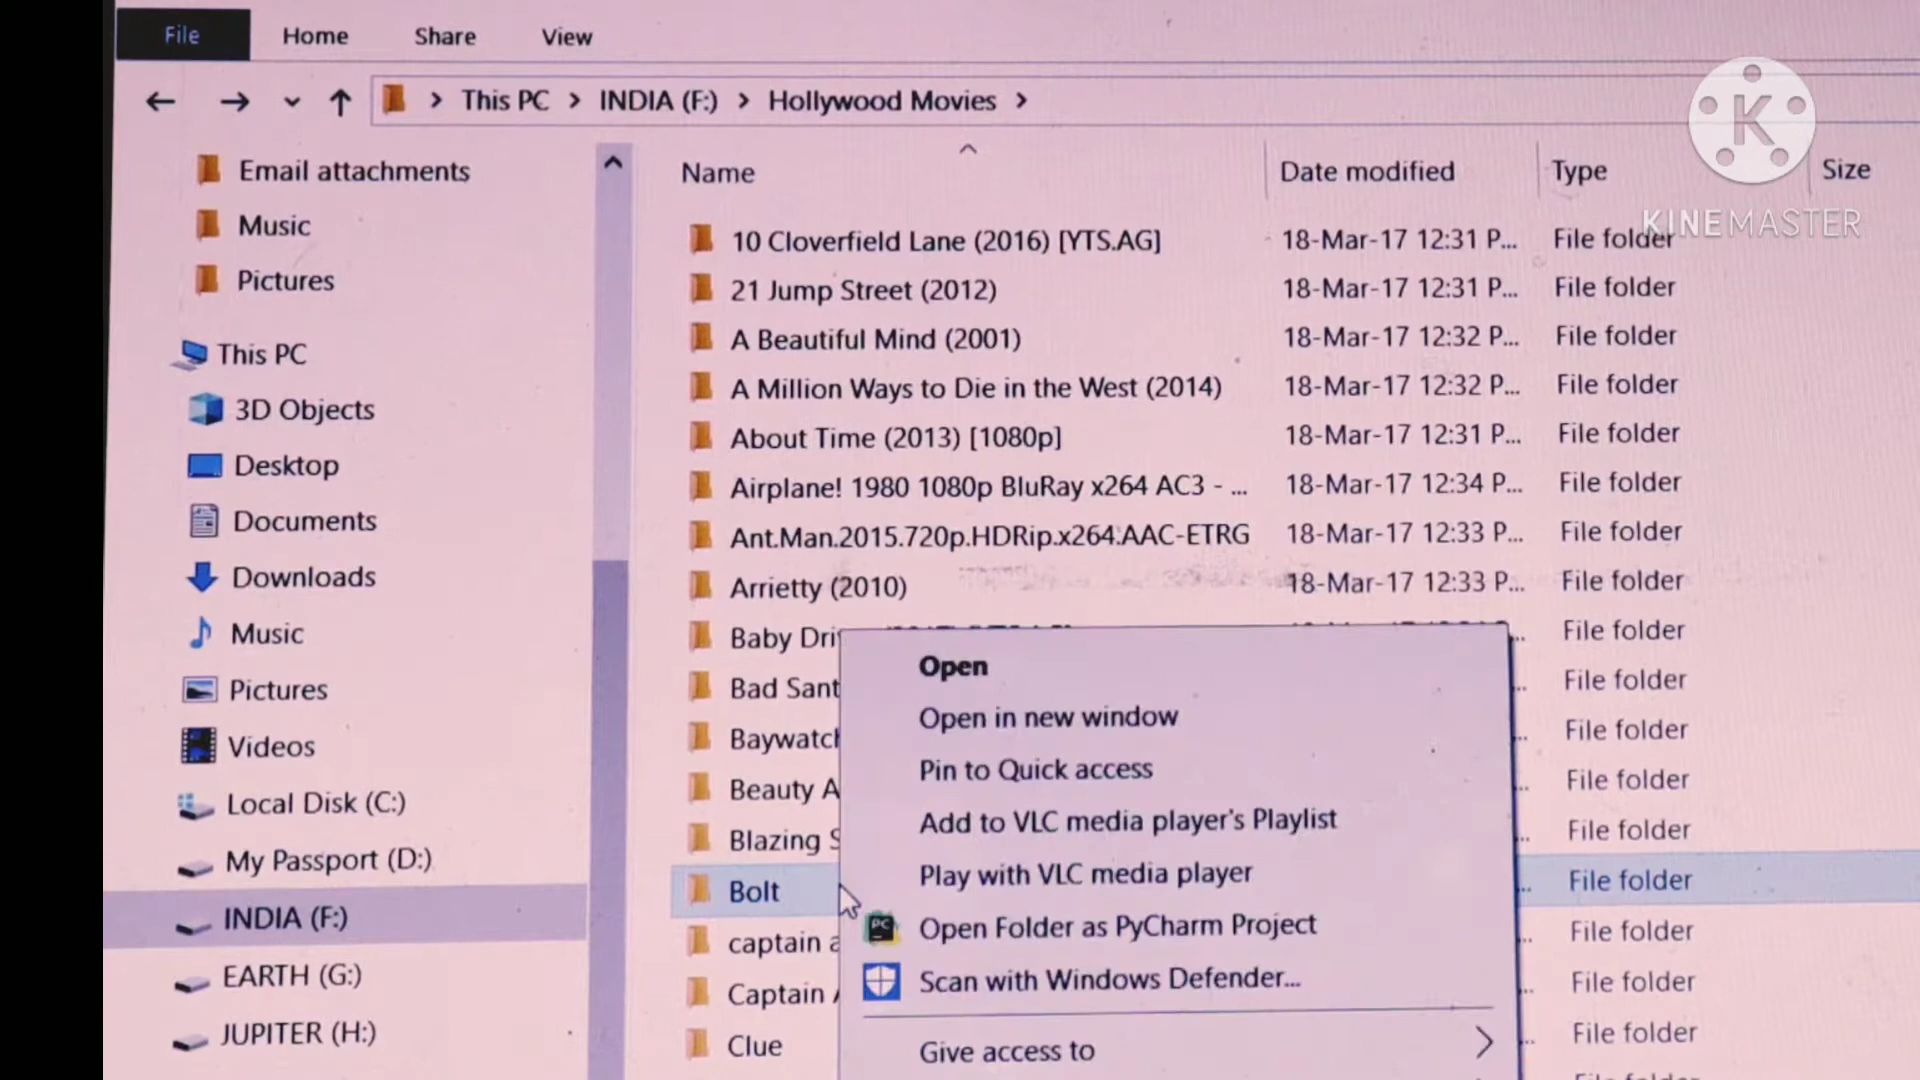 File Home Share View
This PC > INDIA (F:) > Hollywood Movies >
K
KINEMASTER
Email attachments
Music
Pictures
This PC
3D Objects
Desktop
Documents
Downloads
Music
Pictures
Videos
Local Disk (C:)
My Passport (D:)
INDIA (F:)
EARTH (G:)
JUPITER (H:)
Name Date modified Type Size
10 Cloverfield Lane (2016) [YTS.AG] 18-Mar-17 12:31 P... File folder
21 Jump Street (2012) 18-Mar-17 12:31 P... File folder
A Beautiful Mind (2001) 18-Mar-17 12:32 P... File folder
A Million Ways to Die in the West (2014) 18-Mar-17 12:32 P... File folder
About Time (2013) [1080p] 18-Mar-17 12:31 P... File folder
Airplane! 1980 1080p BluRay x264 AC3 - ... 18-Mar-17 12:34 P... File folder
Ant.Man.2015.720p.HDRip.x264.AAC-ETRG 18-Mar-17 12:33 P... File folder
Arrietty (2010) 18-Mar-17 12:33 P... File folder
Baby Dri File folder
Bad Sant File folder
Baywatch File folder
Beauty A File folder
Blazing S File folder
Bolt File folder
captain a File folder
Captain A File folder
Clue File folder
Open
Open in new window
Pin to Quick access
Add to VLC media player's Playlist
Play with VLC media player
PC Open Folder as PyCharm Project
Scan with Windows Defender...
Give access to